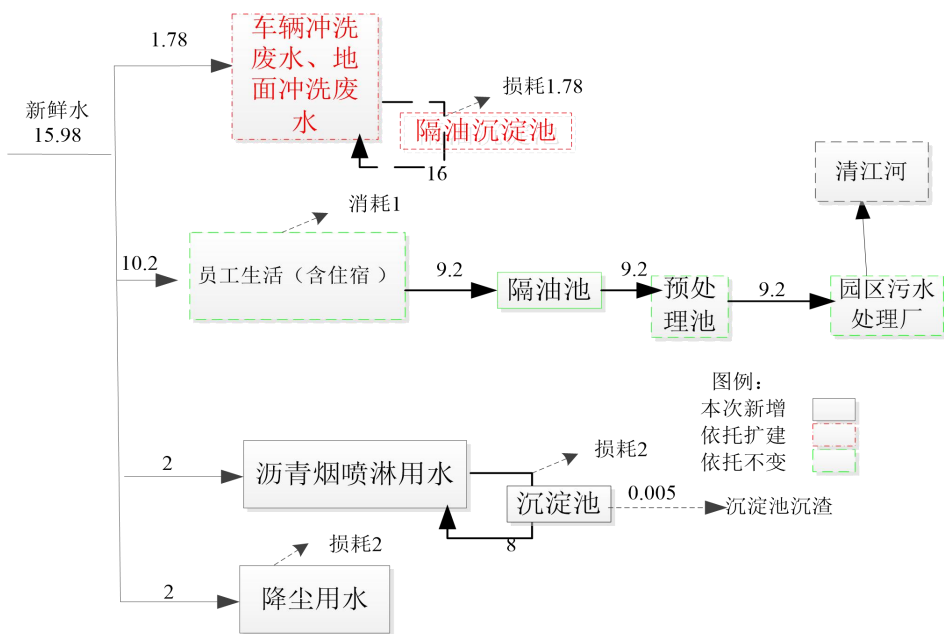 1.78
车辆冲洗
废水、地
面冲洗废
水
损耗1.78
新鲜水
15.98
隔油沉淀池
16
清江河
消耗1
10.2
员工生活（含住宿 ）
9.2
隔油池
9.2
预处
理池
9.2
园区污水
处理厂
图例：
本次新增
依托扩建
依托不变
2
沥青烟喷淋用水
损耗2
沉淀池
0.005
沉淀池沉渣
8
损耗2
2
降尘用水